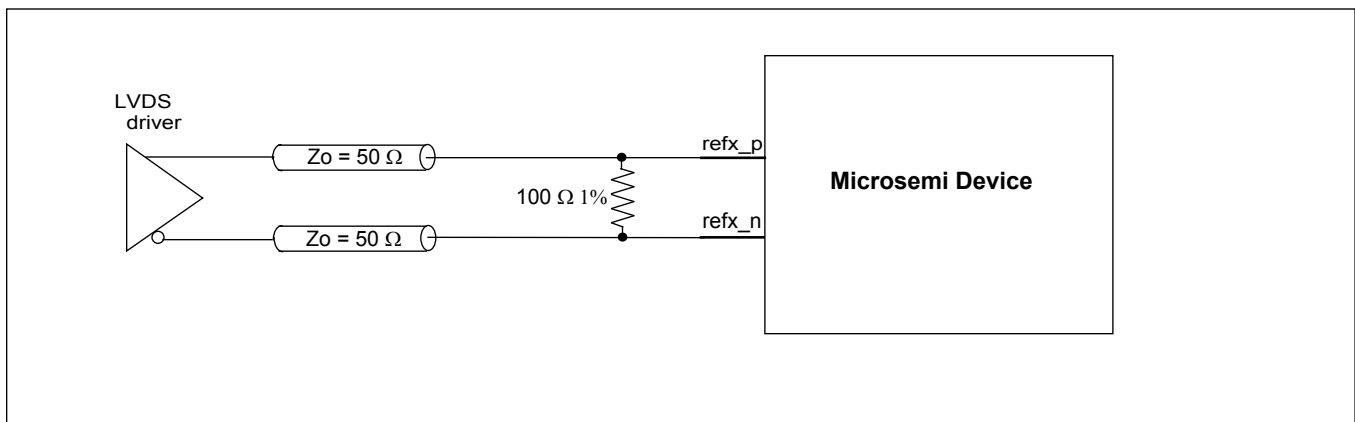 LVDS
driver
Zo = 50 Ω
refx_p
100 Ω 1%
Microsemi Device
refx_n
Zo = 50 Ω